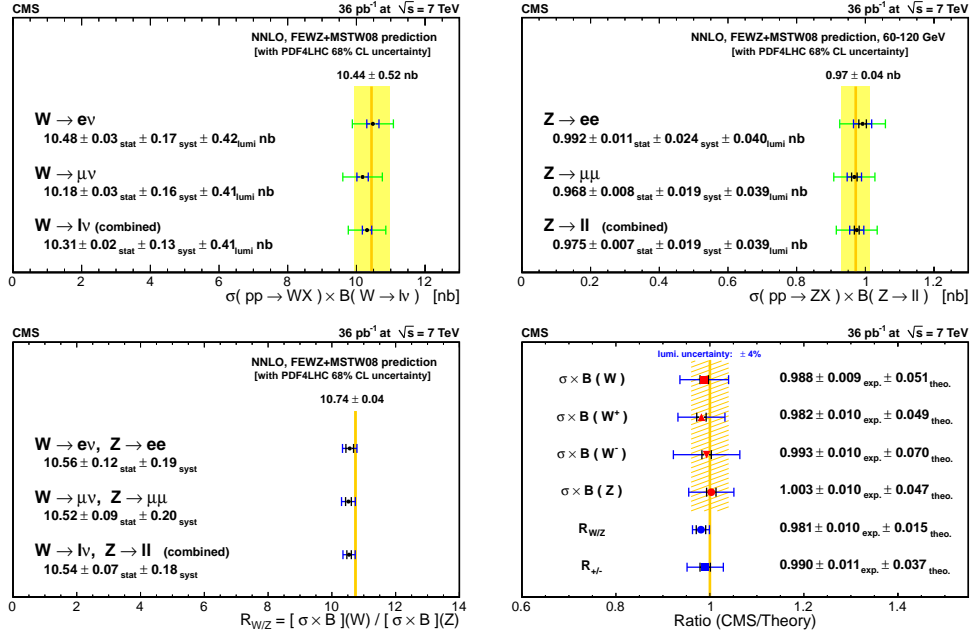 CMS 36 pb⁻¹ at √s = 7 TeV
NNLO, FEWZ+MSTW08 prediction
[with PDF4LHC 68% CL uncertainty]
10.44 ± 0.52 nb
W → eν
10.48 ± 0.03 stat ± 0.17 syst ± 0.42 lumi nb
W → μν
10.18 ± 0.03 stat ± 0.16 syst ± 0.41 lumi nb
W → lν (combined)
10.31 ± 0.02 stat ± 0.13 syst ± 0.41 lumi nb
0 2 4 6 8 10 12
σ( pp → WX ) × B( W → lν ) [nb]
CMS 36 pb⁻¹ at √s = 7 TeV
NNLO, FEWZ+MSTW08 prediction, 60-120 GeV
[with PDF4LHC 68% CL uncertainty]
0.97 ± 0.04 nb
Z → ee
0.992 ± 0.011 stat ± 0.024 syst ± 0.040 lumi nb
Z → μμ
0.968 ± 0.008 stat ± 0.019 syst ± 0.039 lumi nb
Z → ll (combined)
0.975 ± 0.007 stat ± 0.019 syst ± 0.039 lumi nb
0 0.2 0.4 0.6 0.8 1 1.2
σ( pp → ZX ) × B( Z → ll ) [nb]
CMS 36 pb⁻¹ at √s = 7 TeV
NNLO, FEWZ+MSTW08 prediction
[with PDF4LHC 68% CL uncertainty]
10.74 ± 0.04
W → eν, Z → ee
10.56 ± 0.12 stat ± 0.19 syst
W → μν, Z → μμ
10.52 ± 0.09 stat ± 0.20 syst
W → lν, Z → ll (combined)
10.54 ± 0.07 stat ± 0.18 syst
0 2 4 6 8 10 12 14
R W/Z = [ σ × B ](W) / [ σ × B ](Z)
CMS 36 pb⁻¹ at √s = 7 TeV
lumi. uncertainty: ± 4%
σ × B ( W ) 0.988 ± 0.009 exp. ± 0.051 theo.
σ × B ( W⁺ ) 0.982 ± 0.010 exp. ± 0.049 theo.
σ × B ( W⁻ ) 0.993 ± 0.010 exp. ± 0.070 theo.
σ × B ( Z ) 1.003 ± 0.010 exp. ± 0.047 theo.
R W/Z 0.981 ± 0.010 exp. ± 0.015 theo.
R +/- 0.990 ± 0.011 exp. ± 0.037 theo.
0.6 0.8 1 1.2 1.4
Ratio (CMS/Theory)